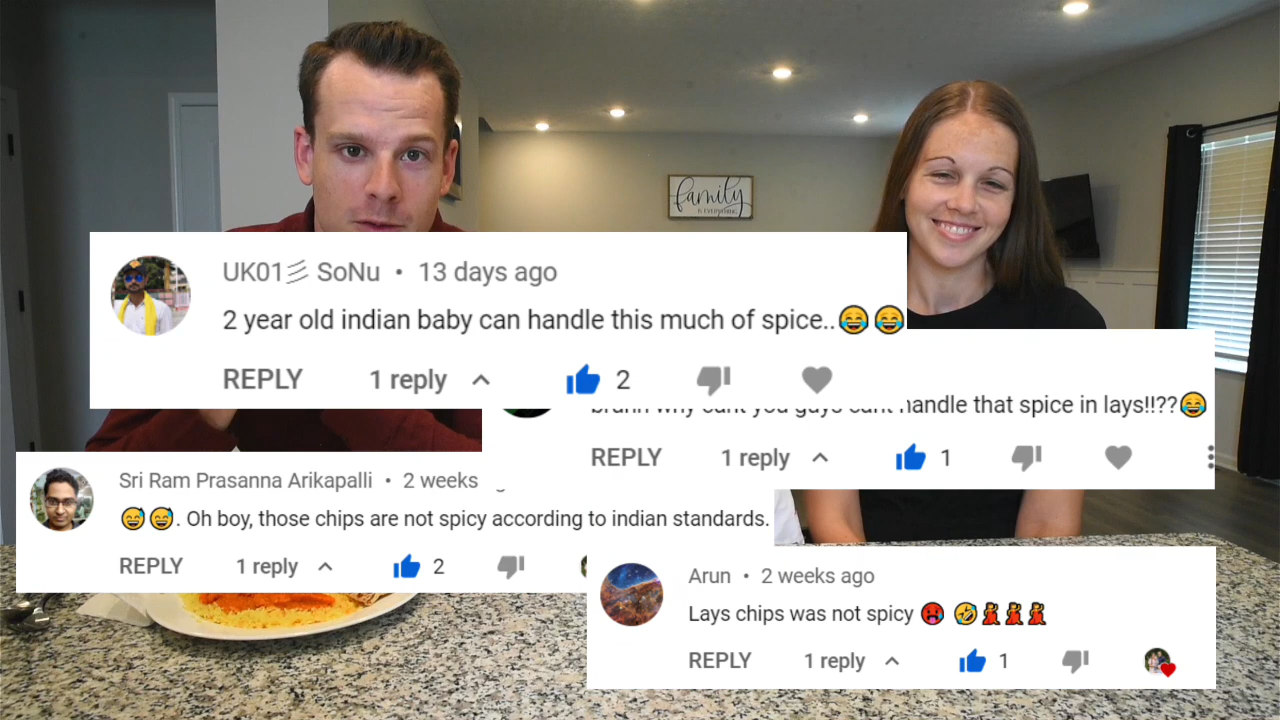 family
IS EVERYTHING
UK01彡 SoNu • 13 days ago
2 year old indian baby can handle this much of spice..😂😂
REPLY 1 reply 2
bruhh why cant you guys cant handle that spice in lays!!??😂
REPLY 1 reply 1
Sri Ram Prasanna Arikapalli • 2 weeks
😅😅. Oh boy, those chips are not spicy according to indian standards.
REPLY 1 reply 2
Arun • 2 weeks ago
Lays chips was not spicy 🥵 🤣💃💃💃
REPLY 1 reply 1